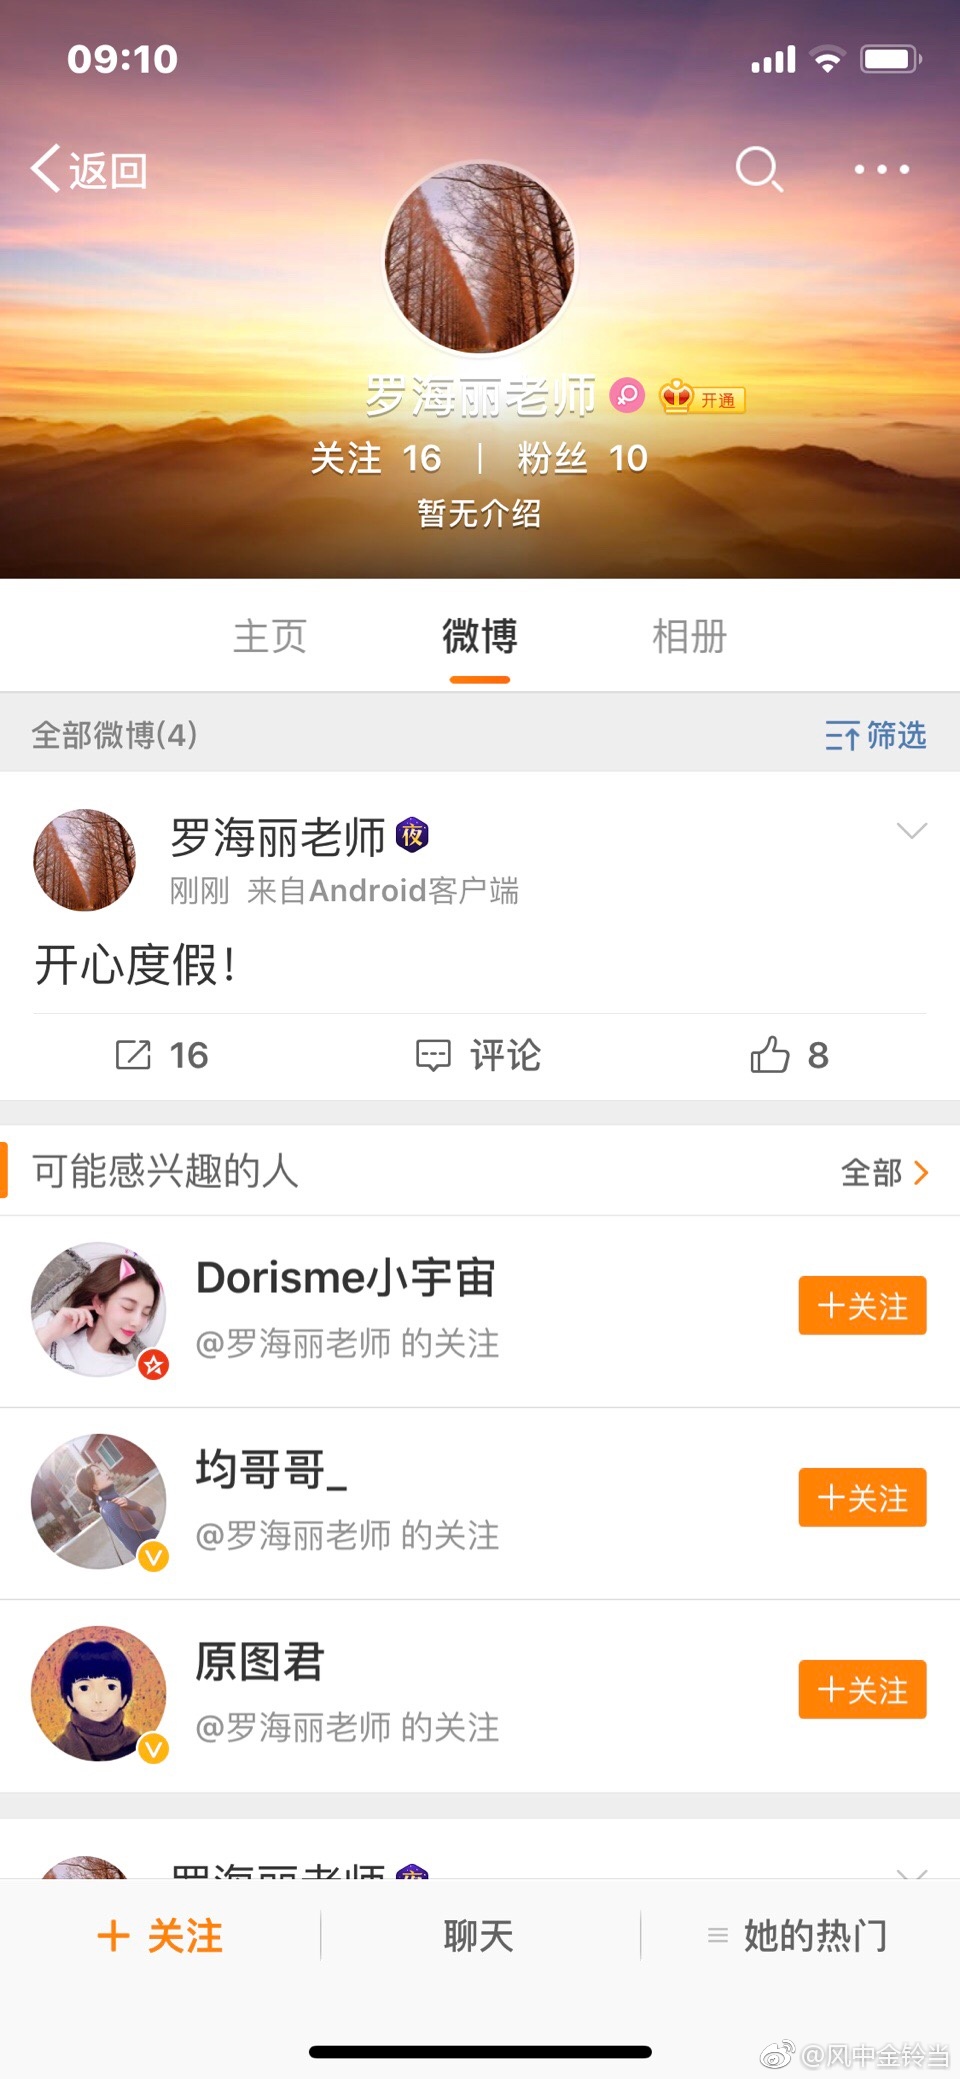 09:10
返回
罗海丽老师
开通
关注 16 | 粉丝 10
暂无介绍
主页 微博 相册
全部微博(4) 筛选
罗海丽老师 夜
刚刚 来自Android客户端
开心度假！
16 评论 8
可能感兴趣的人 全部
Dorisme小宇宙
@罗海丽老师 的关注
+关注
均哥哥_
@罗海丽老师 的关注
+关注
原图君
@罗海丽老师 的关注
+关注
罗海丽老师 夜
+ 关注 聊天 她的热门
@风中金铃当